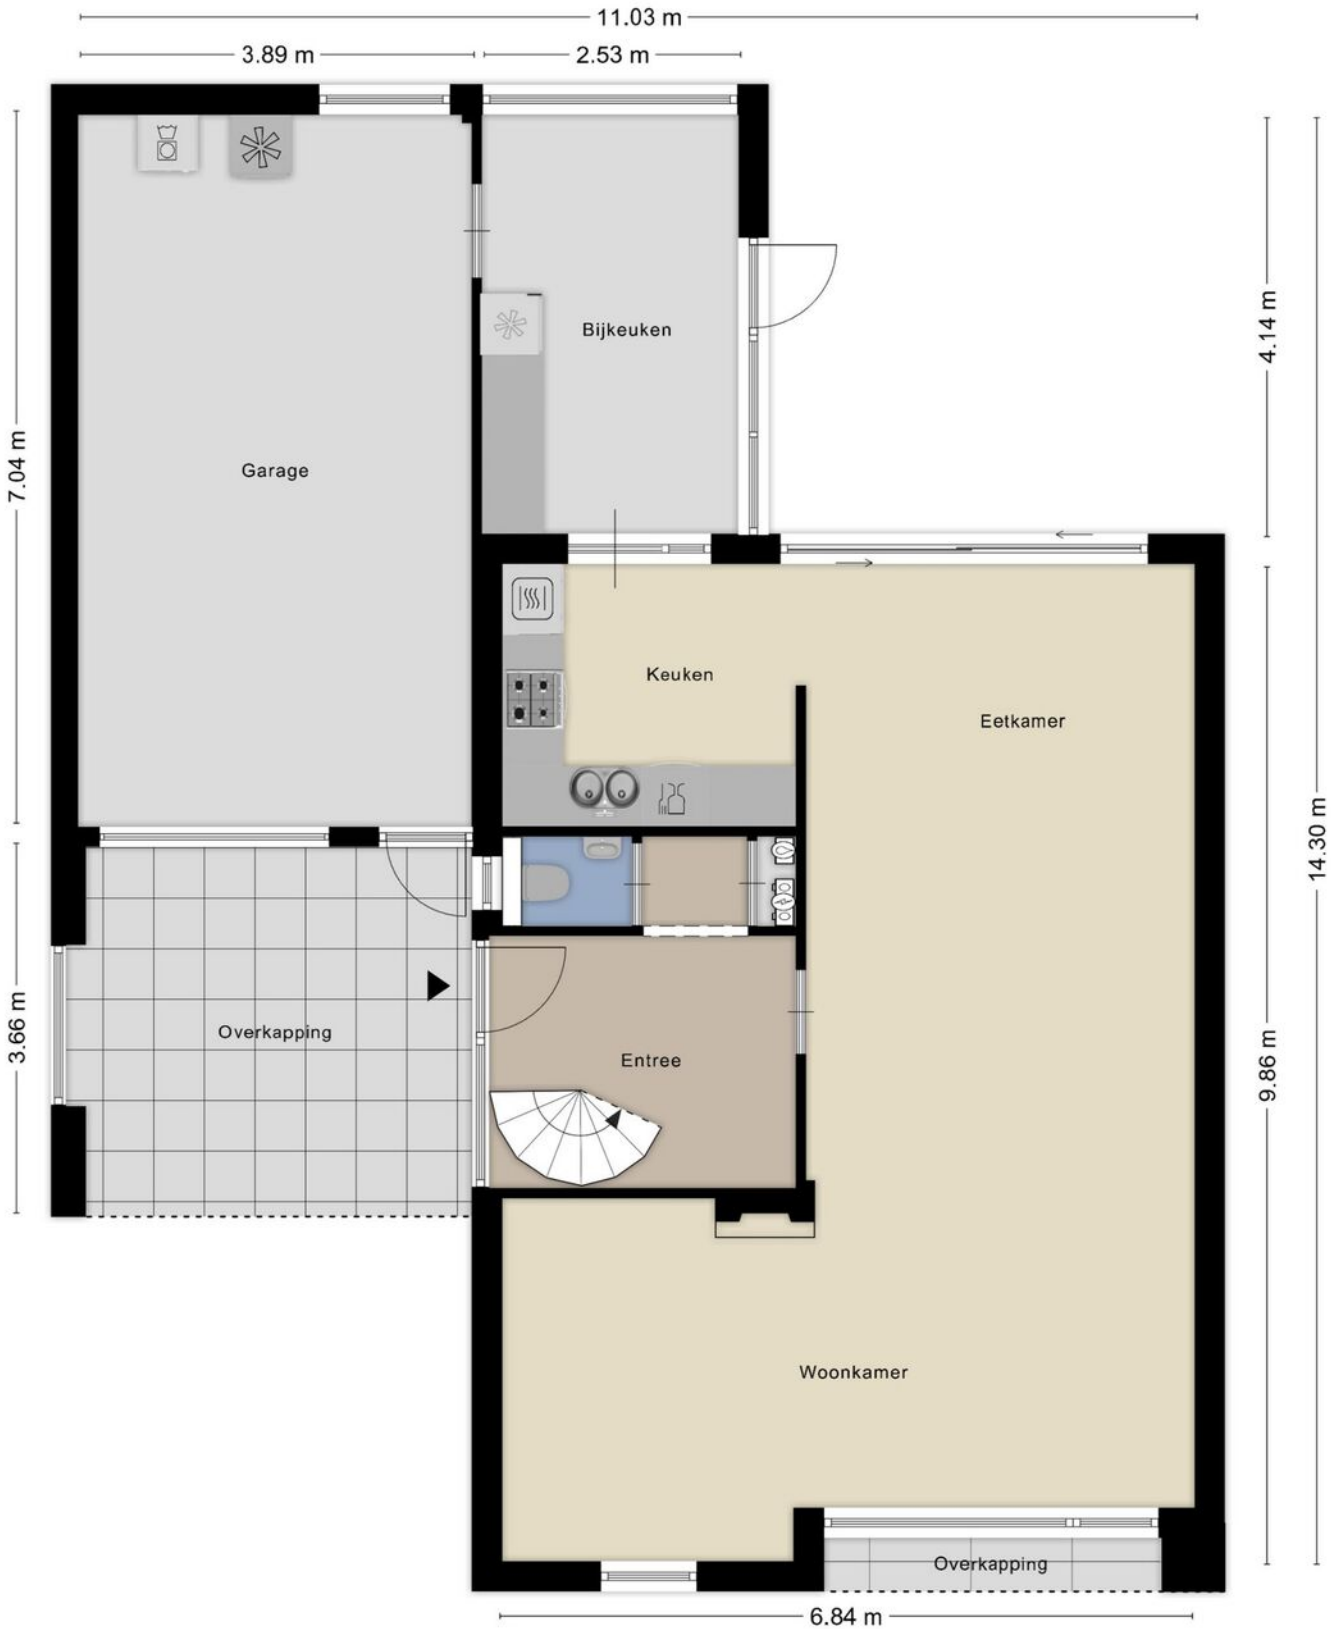 11.03 m
3.89 m
2.53 m
4.14 m
Bijkeuken
7.04 m
Garage
Keuken
Eetkamer
14.30 m
3.66 m
Overkapping
Entree
9.86 m
Woonkamer
Overkapping
6.84 m